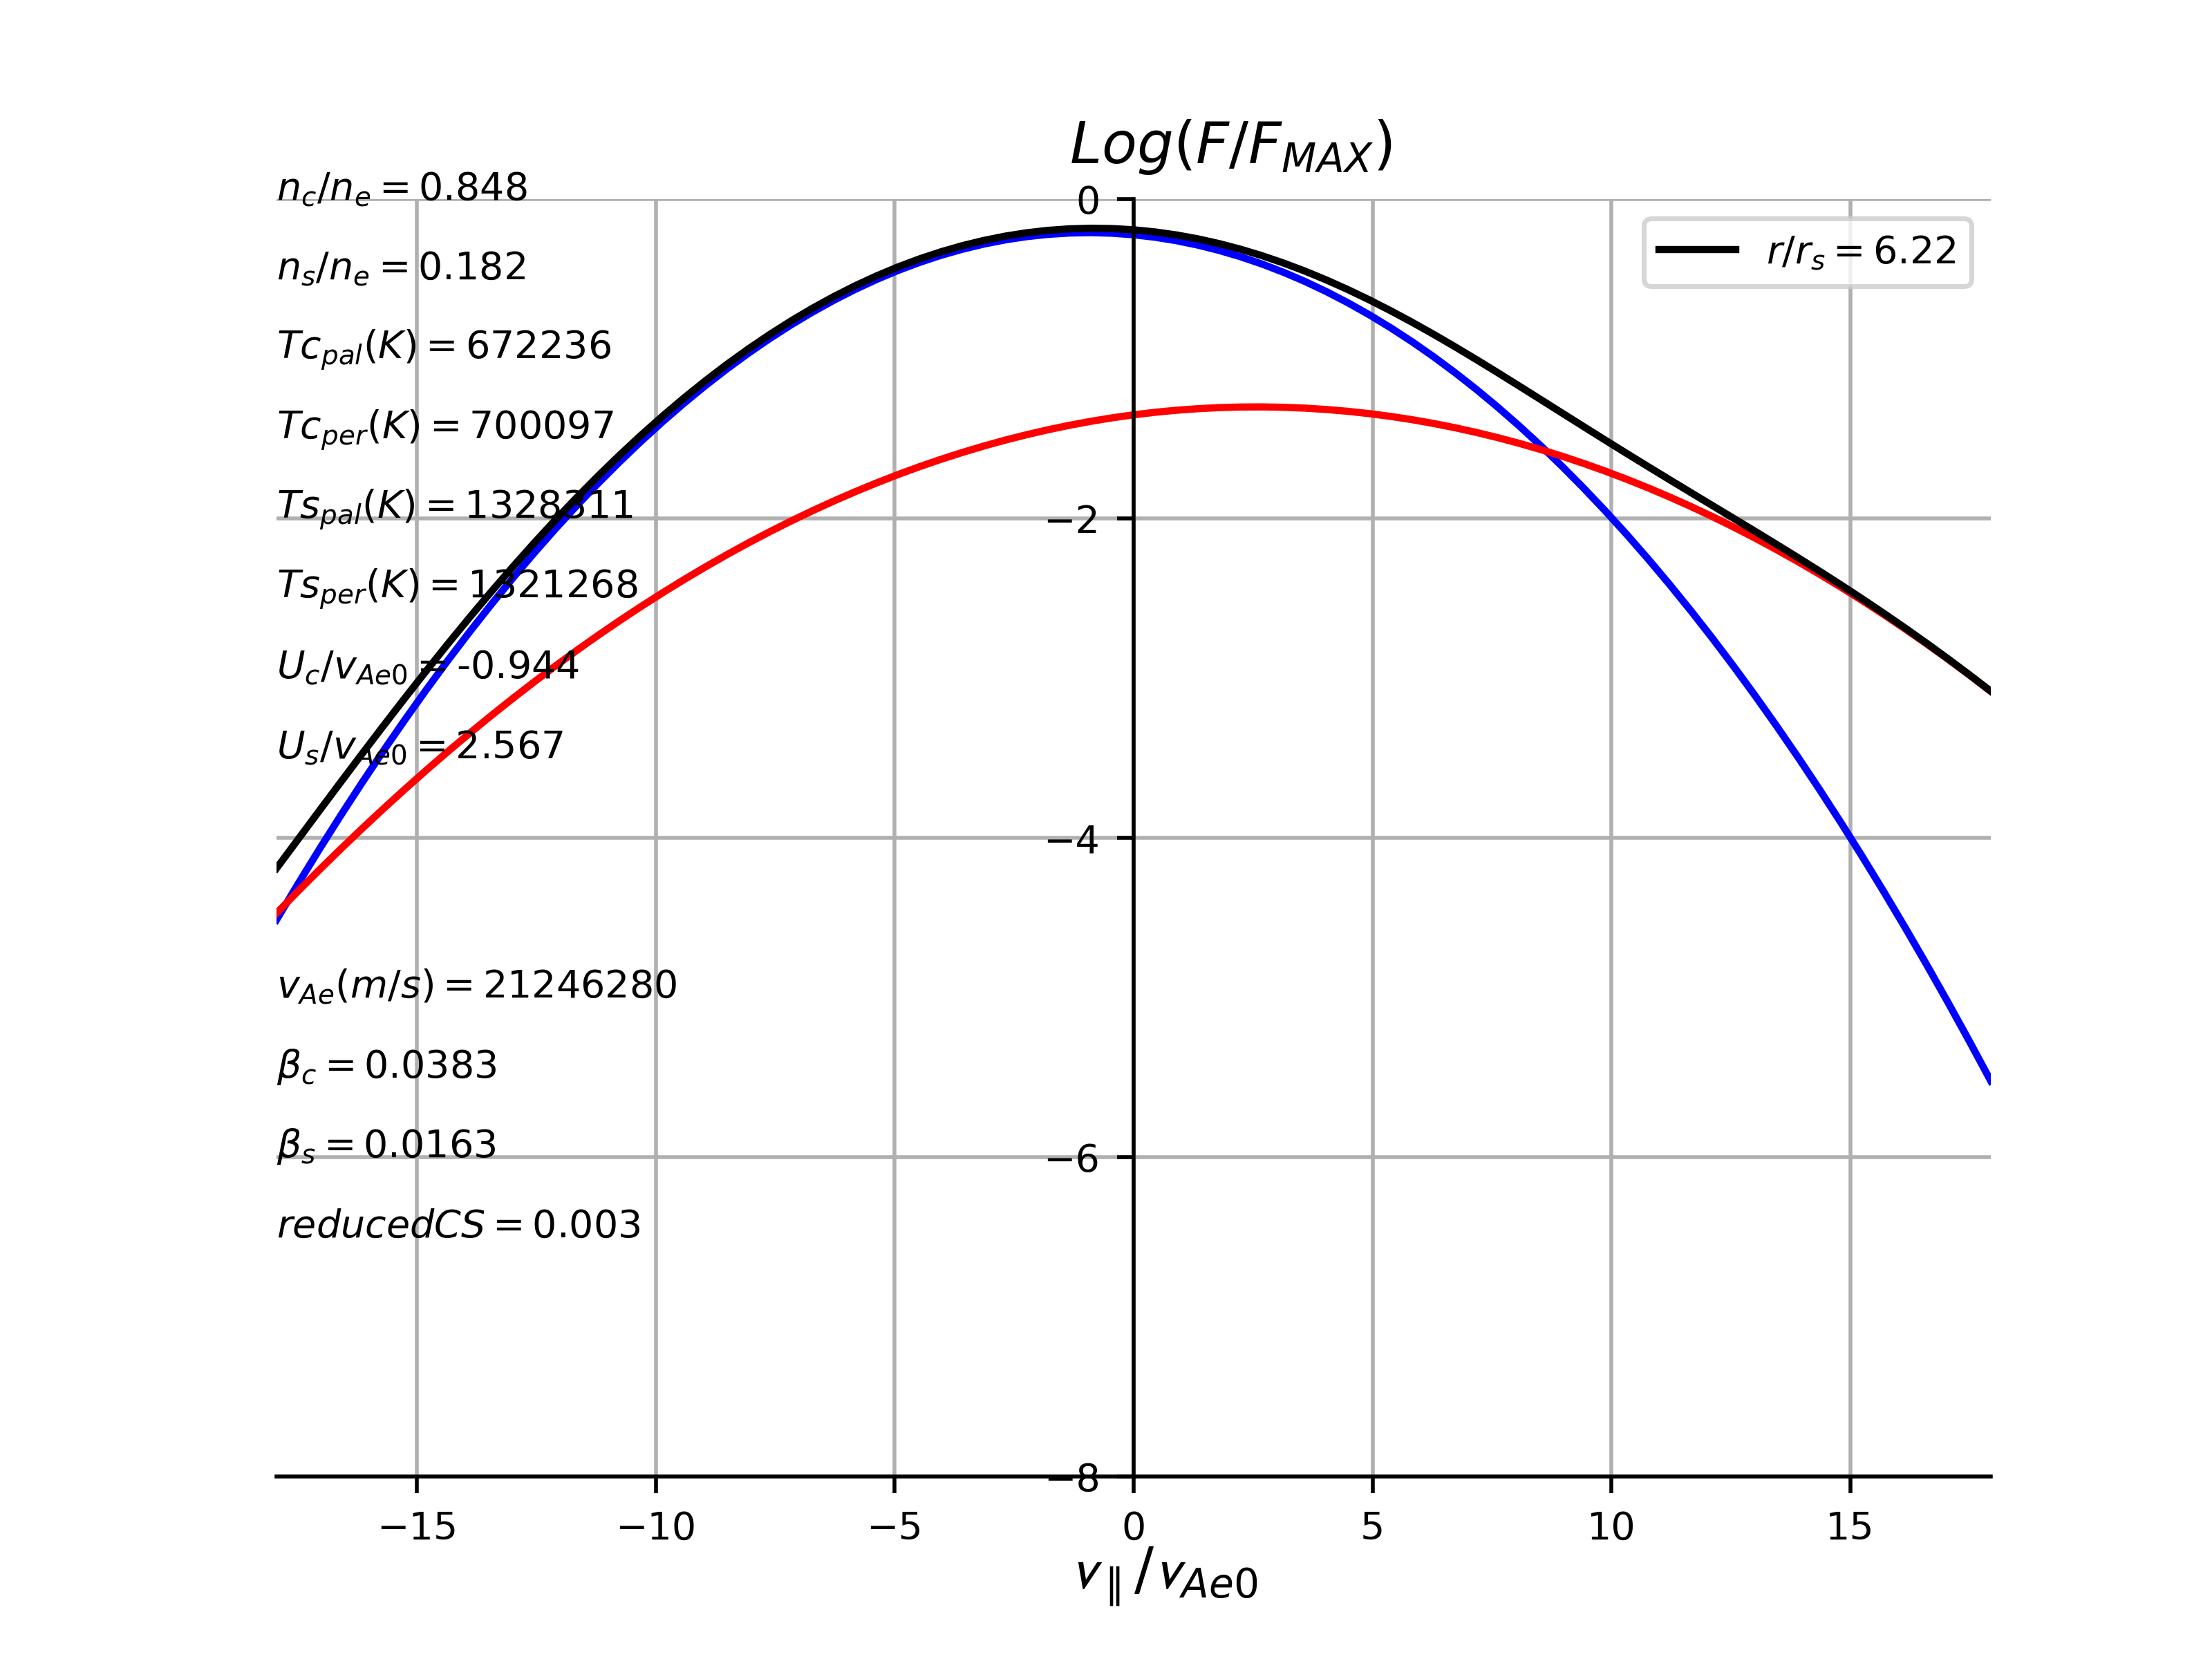 Log(F/F_MAX)
n_c/n_e = 0.848
n_s/n_e = 0.182
Tc_pal(K) = 672236
Tc_per(K) = 700097
Ts_pal(K) = 1328311
Ts_per(K) = 1321268
U_c/v_Ae0 = -0.944
U_s/v_Ae0 = 2.567
v_Ae(m/s) = 21246280
β_c = 0.0383
β_s = 0.0163
reducedCS = 0.003
r/r_s = 6.22
0
−2
−4
−6
−8
−15 −10 −5 0 5 10 15
v_∥/v_Ae0